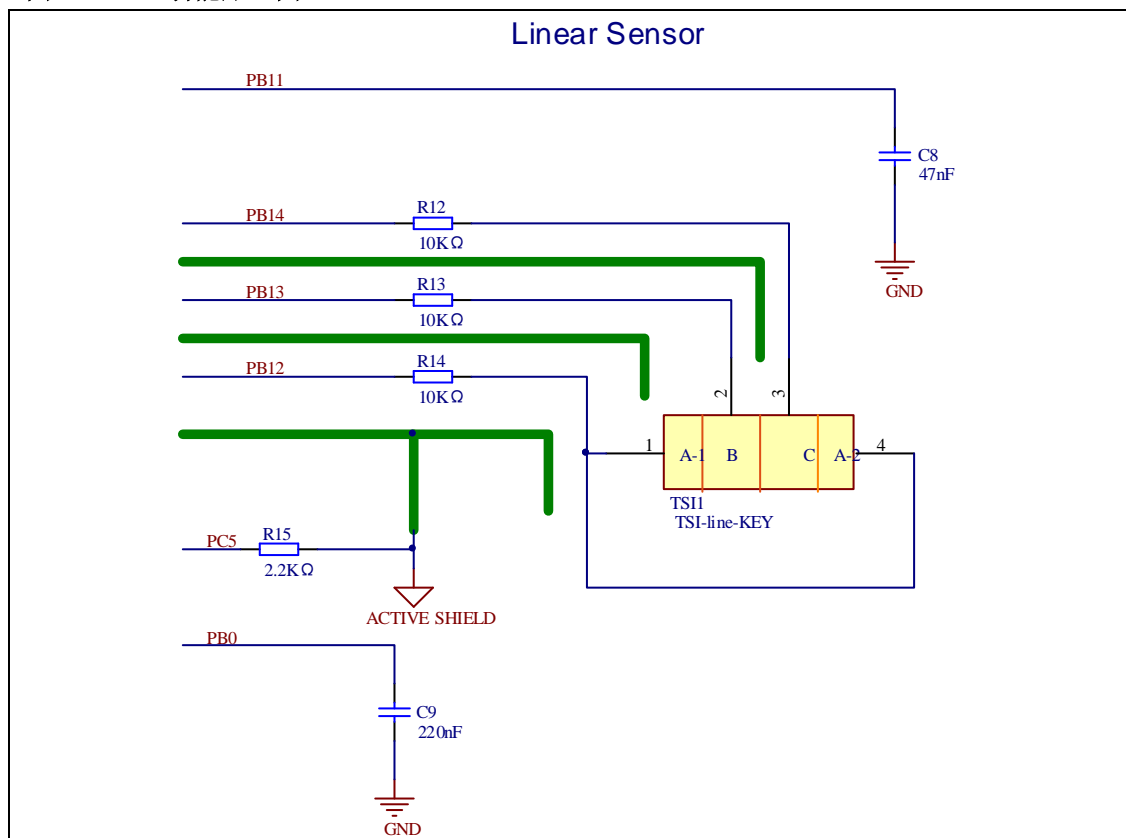 Linear Sensor
PB11
C8
47nF
GND
PB14
R12
10KΩ
PB13
R13
10KΩ
PB12
R14
10KΩ
2
3
1
A-1
B
C
A-2
4
TSI1
TSI-line-KEY
PC5
R15
2.2KΩ
ACTIVE SHIELD
PB0
C9
220nF
GND